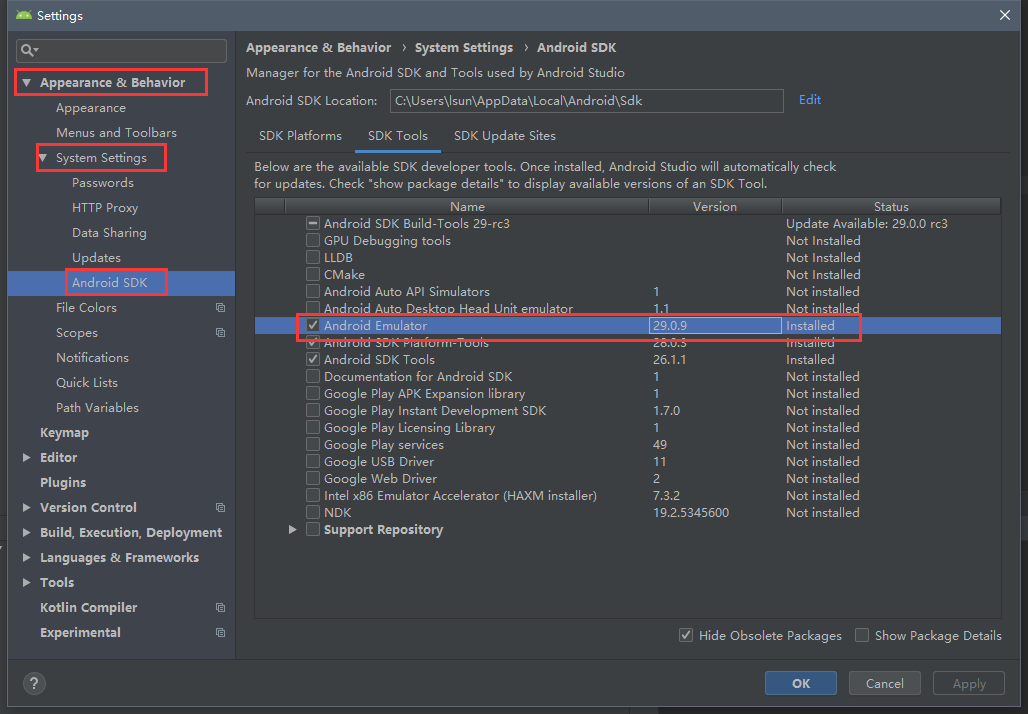 Settings
Appearance & Behavior
Appearance
Menus and Toolbars
System Settings
Passwords
HTTP Proxy
Data Sharing
Updates
Android SDK
File Colors
Scopes
Notifications
Quick Lists
Path Variables
Keymap
Editor
Plugins
Version Control
Build, Execution, Deployment
Languages & Frameworks
Tools
Kotlin Compiler
Experimental
Appearance & Behavior › System Settings › Android SDK
Manager for the Android SDK and Tools used by Android Studio
Android SDK Location: C:\Users\lsun\AppData\Local\Android\Sdk Edit
SDK Platforms SDK Tools SDK Update Sites
Below are the available SDK developer tools. Once installed, Android Studio will automatically check
for updates. Check "show package details" to display available versions of an SDK Tool.
Name Version Status
Android SDK Build-Tools 29-rc3 Update Available: 29.0.0 rc3
GPU Debugging tools Not Installed
LLDB Not Installed
CMake Not Installed
Android Auto API Simulators 1 Not installed
Android Auto Desktop Head Unit emulator 1.1 Not installed
Android Emulator 29.0.9 Installed
Android SDK Platform-Tools 28.0.3 Installed
Android SDK Tools 26.1.1 Installed
Documentation for Android SDK 1 Not installed
Google Play APK Expansion library 1 Not installed
Google Play Instant Development SDK 1.7.0 Not installed
Google Play Licensing Library 1 Not installed
Google Play services 49 Not installed
Google USB Driver 11 Not installed
Google Web Driver 2 Not installed
Intel x86 Emulator Accelerator (HAXM installer) 7.3.2 Not installed
NDK 19.2.5345600 Not installed
Support Repository
Hide Obsolete Packages Show Package Details
? OK Cancel Apply